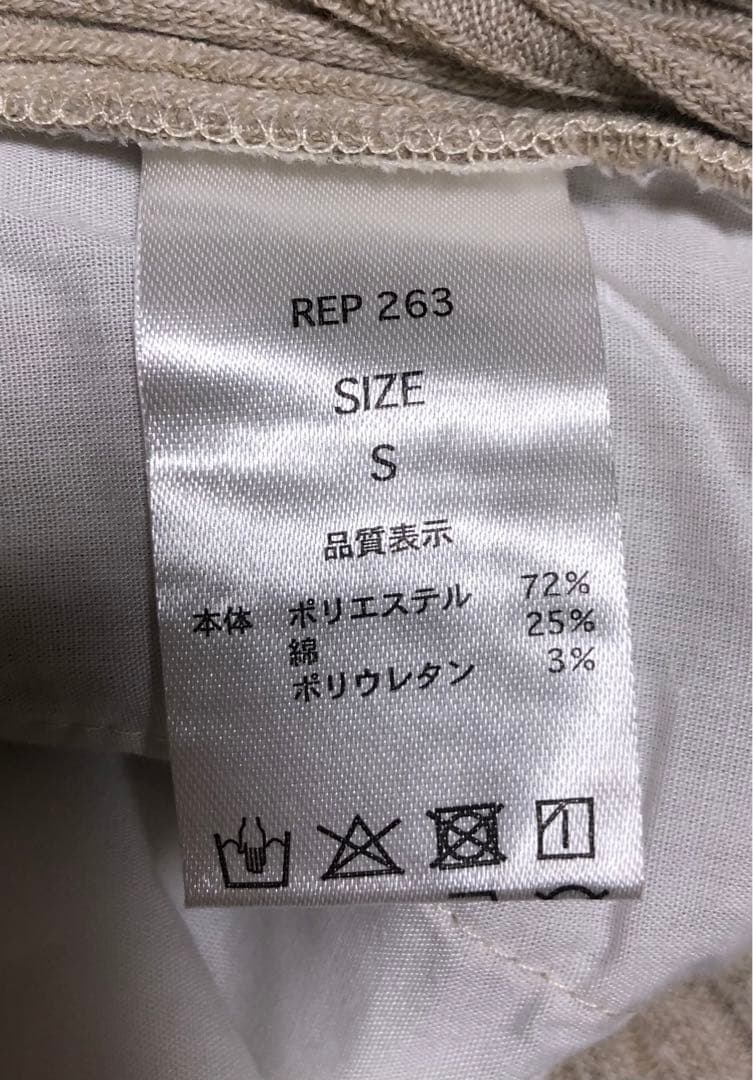 REP 263
SIZE
S
品質表示
本体 ポリエステル 72%
綿 25%
ポリウレタン 3%